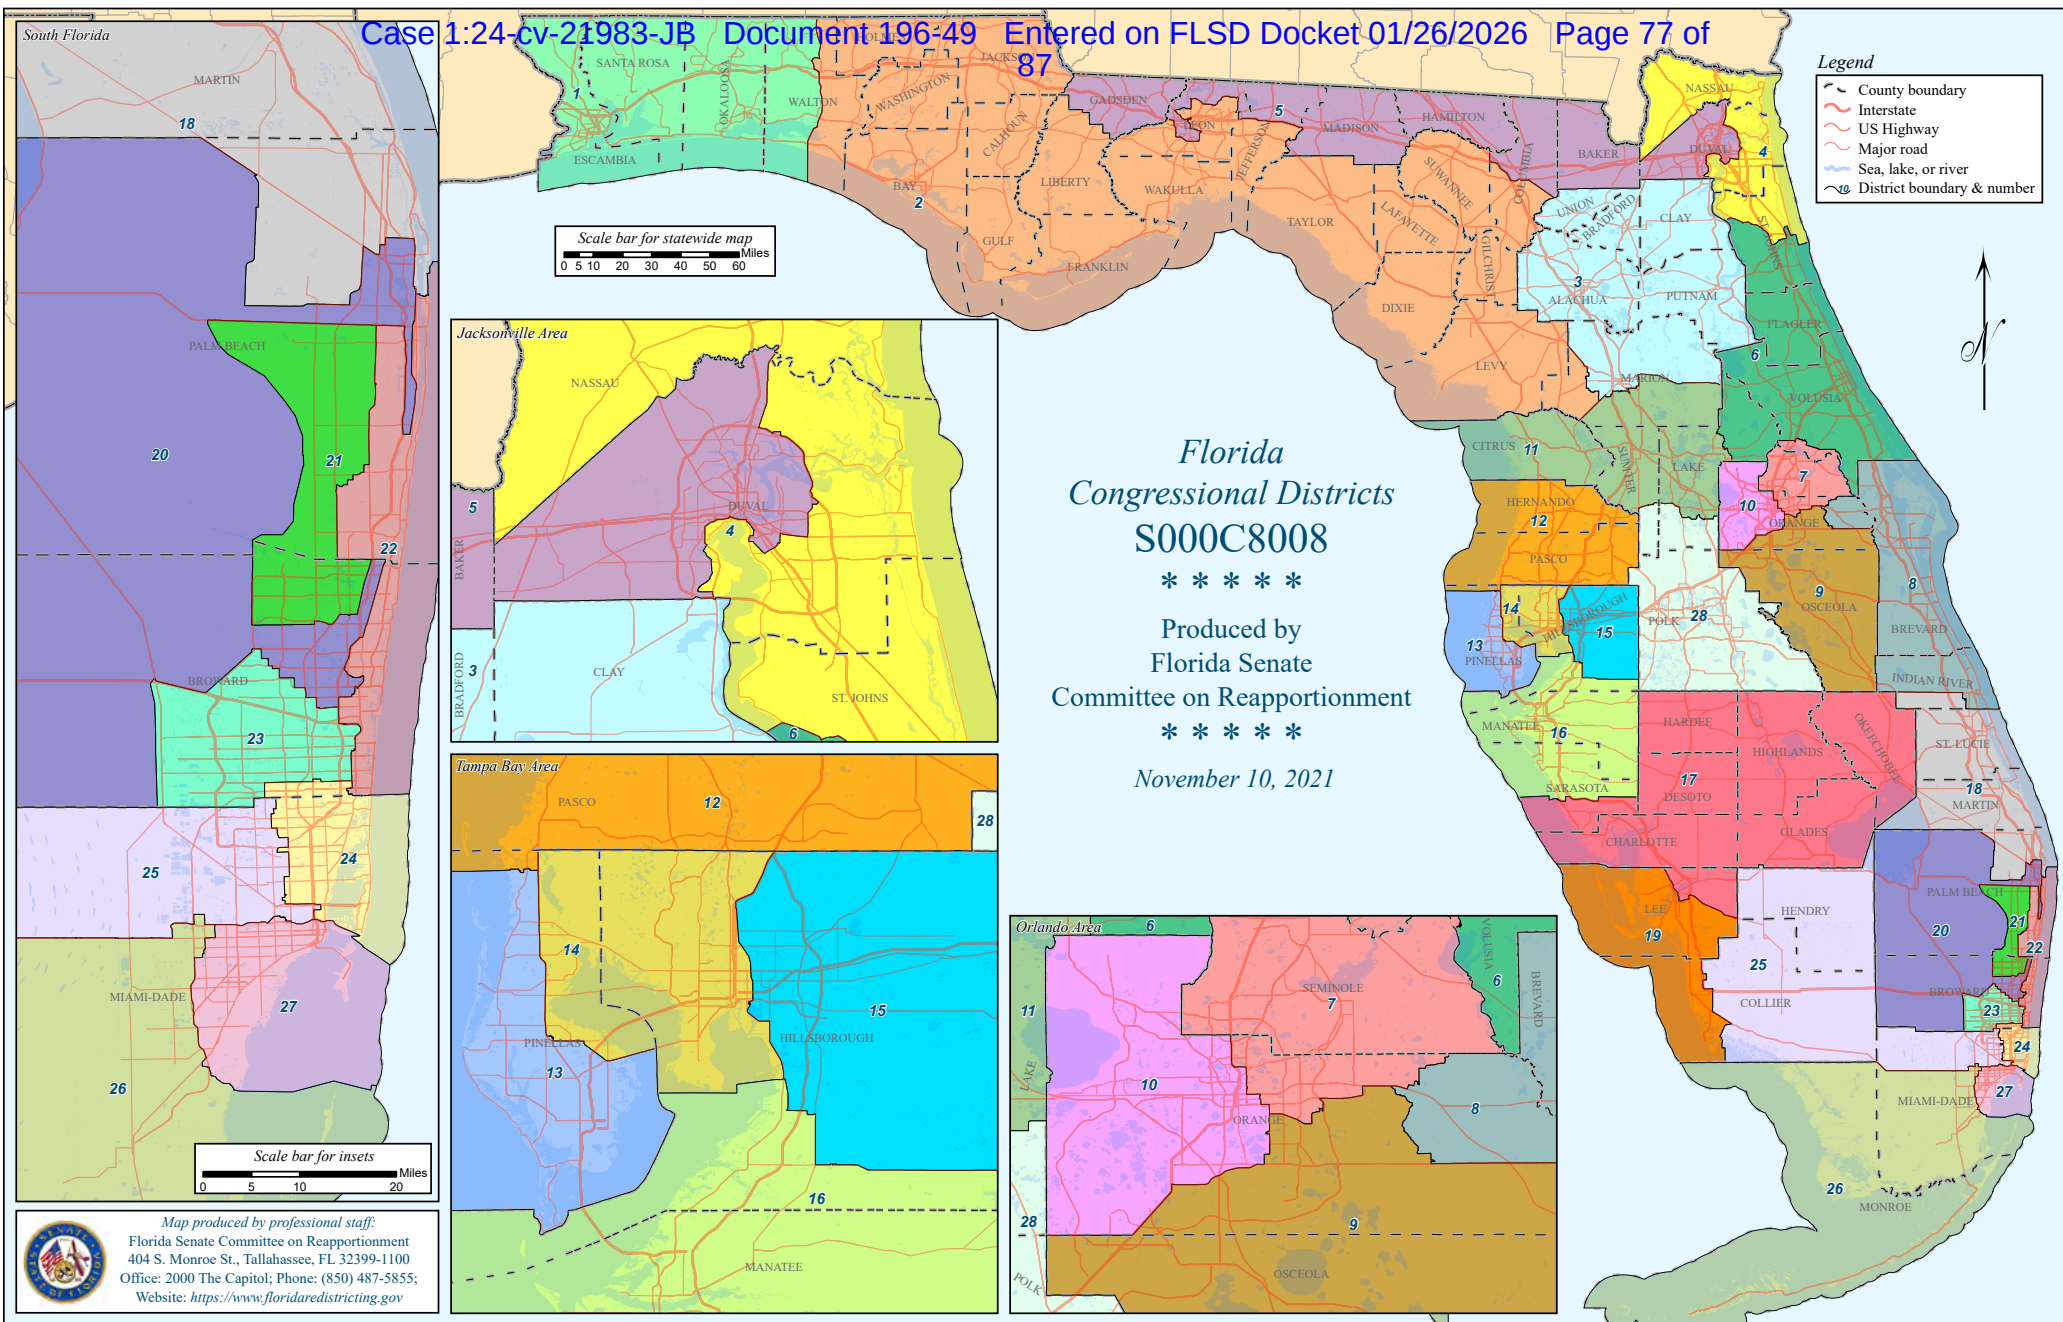 Case 1:24-cv-21983-JB Document 196-49 Entered on FLSD Docket 01/26/2026 Page 77 of
87
South Florida
MARTIN
18
PALM BEACH
20
21
22
BROWARD
23
24
25
MIAMI-DADE
27
26
Scale bar for insets
Miles
0 5 10 20
Map produced by professional staff:
Florida Senate Committee on Reapportionment
404 S. Monroe St., Tallahassee, FL 32399-1100
Office: 2000 The Capitol; Phone: (850) 487-5855;
Website: https://www.floridaredistricting.gov
1
SANTA ROSA
OKALOOSA
WALTON
ESCAMBIA
HOLMES
WASHINGTON
JACKSON
CALHOUN
BAY
2
GULF
LIBERTY
FRANKLIN
GADSDEN
LEON
WAKULLA
JEFFERSON
5
MADISON
HAMILTON
TAYLOR
SUWANNEE
LAFAYETTE
COLUMBIA
BAKER
GILCHRIST
DIXIE
LEVY
NASSAU
DUVAL
4
UNION
BRADFORD
CLAY
3
ALACHUA
PUTNAM
ST. JOHNS
FLAGLER
6
MARION
VOLUSIA
CITRUS
11
SUMTER
LAKE
HERNANDO
12
PASCO
10
7
ORANGE
14
HILLSBOROUGH
15
13
PINELLAS
POLK
28
9
OSCEOLA
8
BREVARD
INDIAN RIVER
MANATEE
16
SARASOTA
HARDEE
HIGHLANDS
OKEECHOBEE
17
DESOTO
ST. LUCIE
18
MARTIN
CHARLOTTE
GLADES
LEE
19
HENDRY
25
COLLIER
PALM BEACH
20
21
22
BROWARD
23
24
MIAMI-DADE
27
26
MONROE
Scale bar for statewide map
Miles
0 5 10 20 30 40 50 60
Jacksonville Area
NASSAU
5
BAKER
DUVAL
4
3
BRADFORD
CLAY
ST. JOHNS
6
Tampa Bay Area
PASCO
12
28
14
15
PINELLAS
13
HILLSBOROUGH
16
MANATEE
Orlando Area
6
VOLUSIA
6
BREVARD
11
SEMINOLE
7
LAKE
10
ORANGE
8
28
9
POLK
OSCEOLA
Florida
Congressional Districts
S000C8008
* * * * *
Produced by
Florida Senate
Committee on Reapportionment
* * * * *
November 10, 2021
Legend
County boundary
Interstate
US Highway
Major road
Sea, lake, or river
10 District boundary & number
N